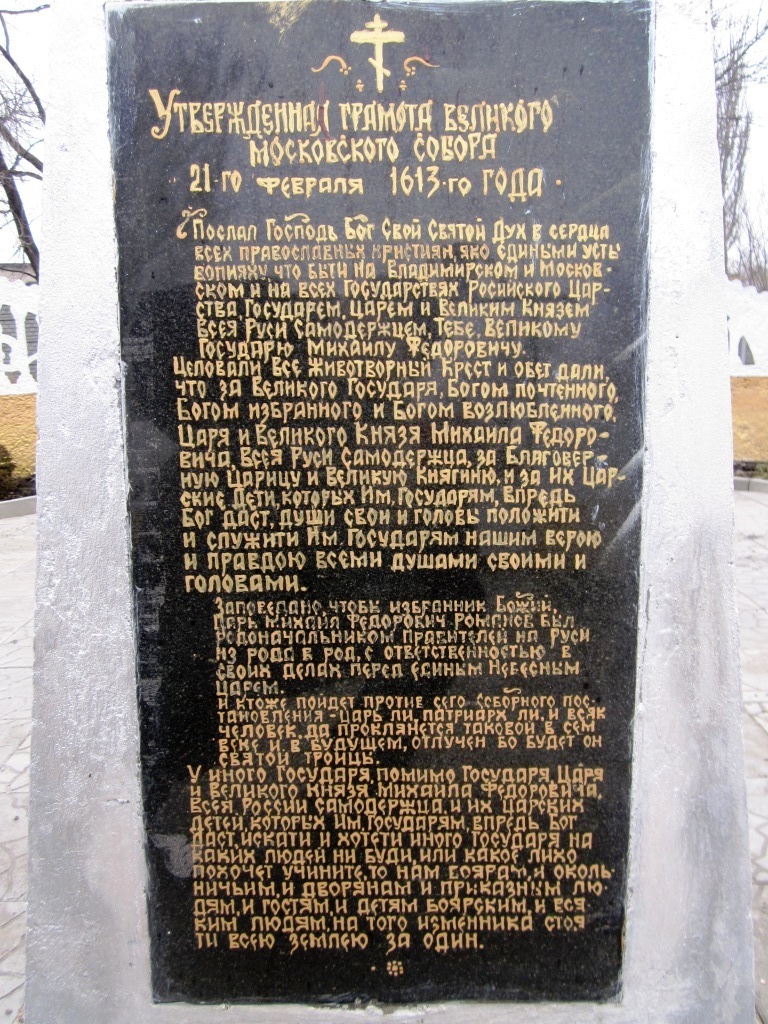 Утвержденная грамота великого
московского собора
21-го февраля 1613-го года.
Послал Господь Бог Свой Святой Дух в сердца
всех православных християн, яко едиными усты
вопияху, что быти на Владимирском и Московс-
ском и на всех Государствах Росийского Цар-
ства, Государем, Царем и Великим Князем
всея Руси Самодержцем, Тебе, Великому
Государю Михаилу Федоровичу.
Целовали все Животворный Крест и обет дали,
что за Великого Государя, Богом почтенного,
Богом избранного и Богом возлюбленного,
Царя и Великого Князя Михаила Федоро-
вича, всея Руси Самодержца, за Благовер-
ную Царицу и Великую Княгиню, и за их Цар-
ские Дети, которых Им, Государям, впредь
Бог даст, души свои и головы положити
и служити Им, Государям нашим верою
и правдою всеми душами своими и
головами.
Заповедано, чтобы избранник Божий,
Царь Михаил Федорович Романов был
родоначальником правителей на Руси
из рода в род, с ответственностью в
своих делах перед единым Небесным
Царем.
И ктоже пойдет против сего соборного пос-
тановления - царь ли, патриарх ли, и всяк
человек, да проклянется таковой в сем
веке и, в будущем, отлучен бо будет он
святой Троицы.
У иного Государя, помимо Государя, Царя
и Великого князя Михаила Федоровича,
всея России Самодержца, и их Царских
детей, которых Им, Государям, впредь Бог
даст, искати и хотети иного Государя на
каких людей ни буди, или какое лихо
похочет учинити, то нам боярам, и околь-
ничьим, и дворянам и приказным лю-
дям, и гостям, и детям боярским, и вся-
ким людям, на того изменника стоя
ти всею землею за один.